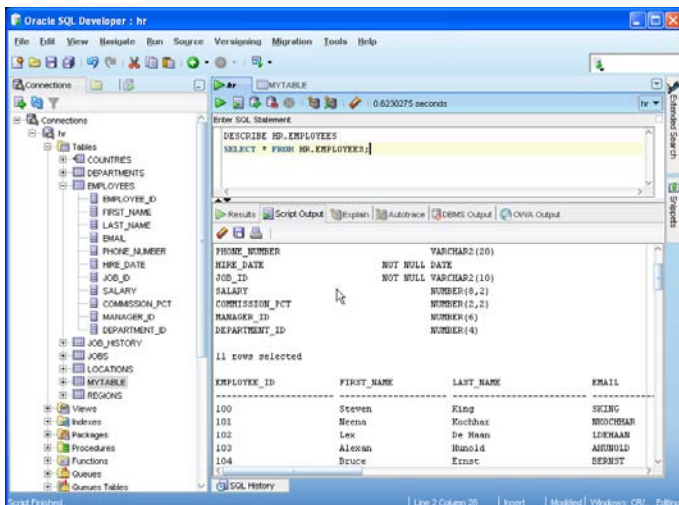 Oracle SQL Developer : hr
File Edit View Navigate Run Source Versioning Migration Tools Help
Connections
hr
MYTABLE
0.6230275 seconds
hr
Enter SQL Statement:
DESCRIBE HR.EMPLOYEES
SELECT * FROM HR.EMPLOYEES;
Connections
hr
Tables
COUNTRIES
DEPARTMENTS
EMPLOYEES
EMPLOYEE_ID
FIRST_NAME
LAST_NAME
EMAIL
PHONE_NUMBER
HIRE_DATE
JOB_ID
SALARY
COMMISSION_PCT
MANAGER_ID
DEPARTMENT_ID
JOB_HISTORY
JOBS
LOCATIONS
MYTABLE
REGIONS
Views
Indexes
Packages
Procedures
Functions
Queues
Queues Tables
Results Script Output Explain Autotrace DBMS Output OWA Output
PHONE_NUMBER VARCHAR2(20)
HIRE_DATE NOT NULL DATE
JOB_ID NOT NULL VARCHAR2(10)
SALARY NUMBER(8,2)
COMMISSION_PCT NUMBER(2,2)
MANAGER_ID NUMBER(6)
DEPARTMENT_ID NUMBER(4)
11 rows selected
EMPLOYEE_ID FIRST_NAME LAST_NAME EMAIL
100 Steven King SKING
101 Neena Kochhar NKOCHHAR
102 Lex De Haan LDEHAAN
103 Alexan Hunold AHUNOLD
104 Bruce Ernst BERNST
SQL History
Extended Search
Snippets
Script Finished
Line 2 Column 26 Insert Modified Windows: CR/ Editing